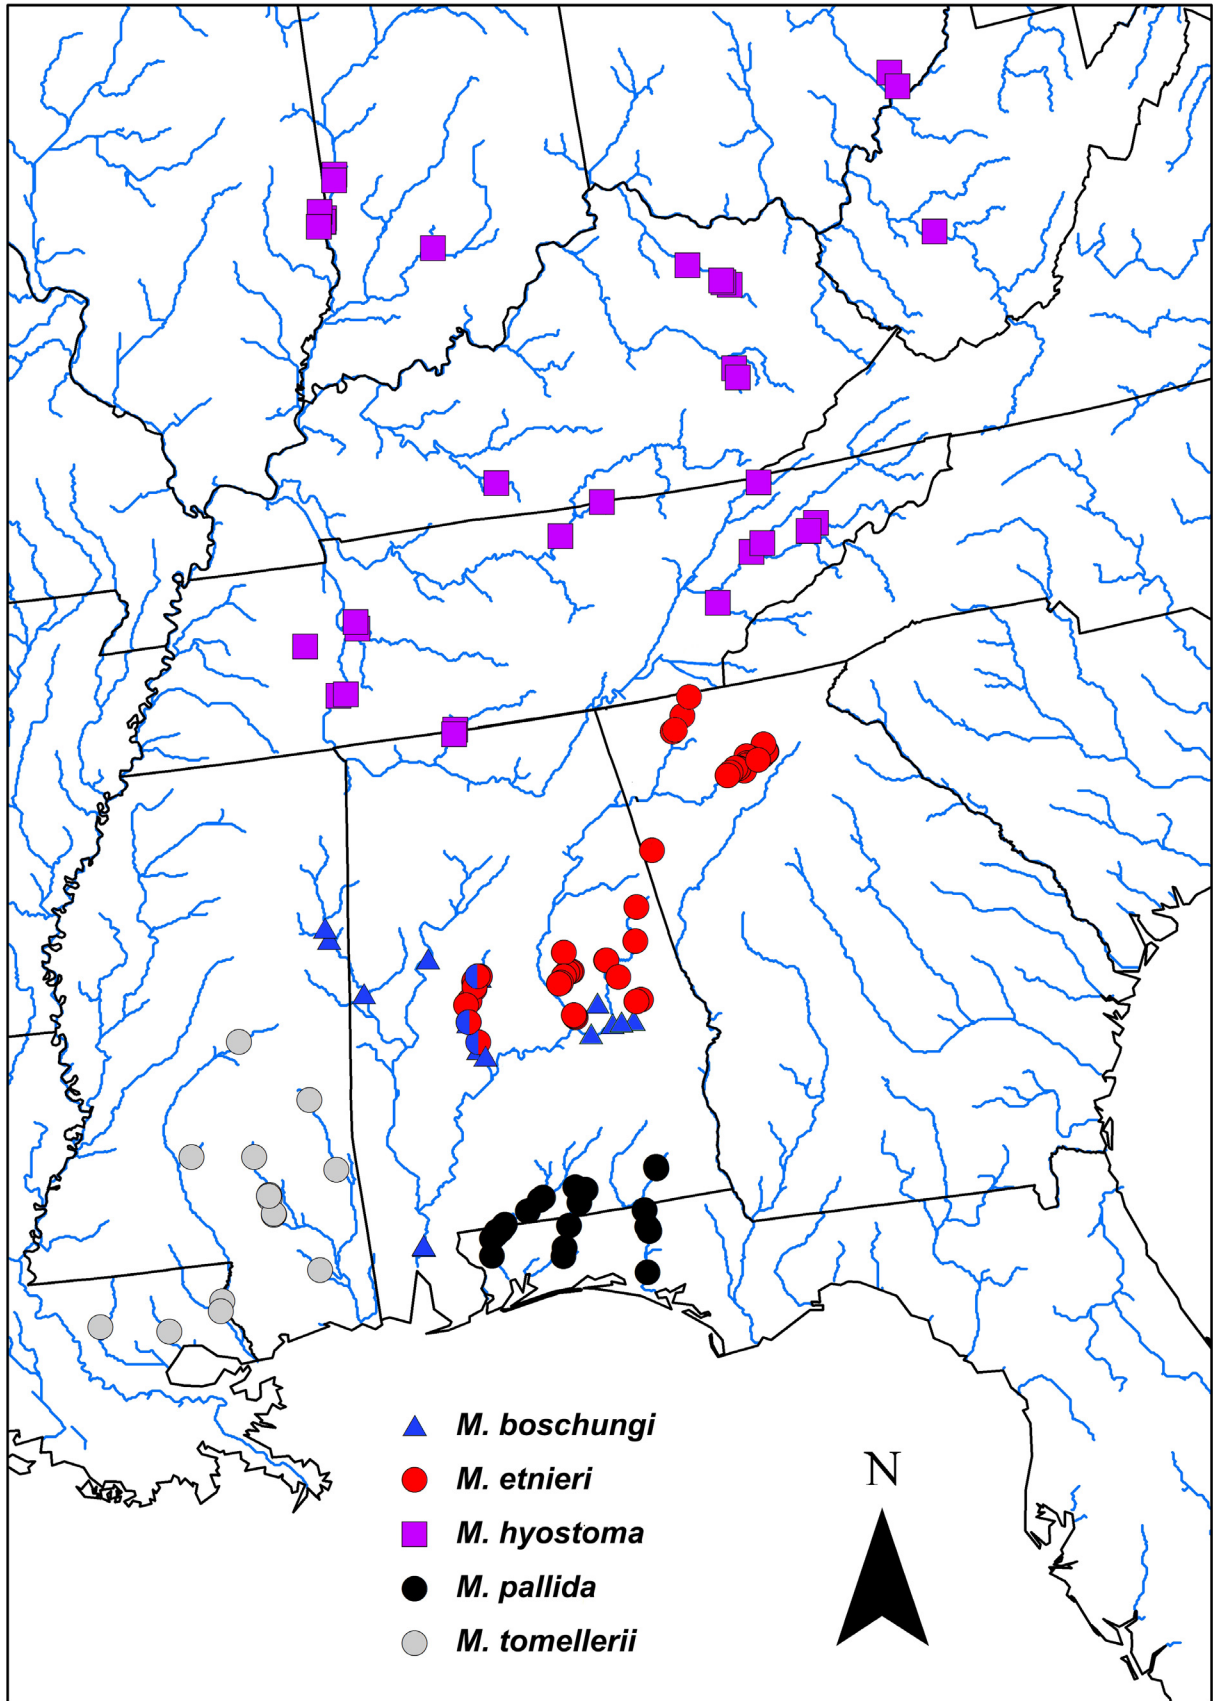 M. boschungi
N
M. etnieri
M. hyostoma
M. pallida
M. tomellerii